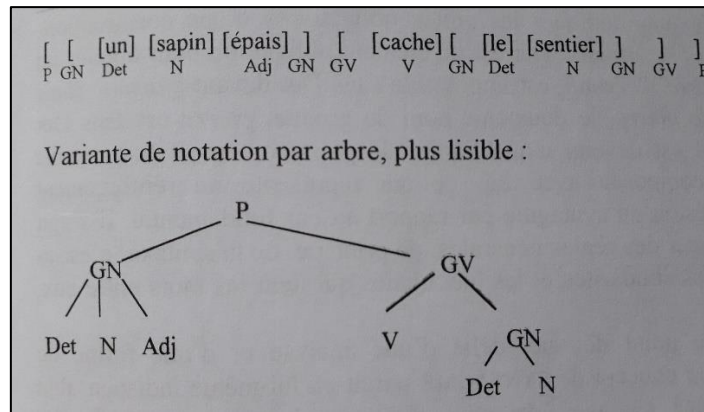 [ [ [un] [sapin] [épais] ] [ [cache] [ [le] [sentier] ] ] ]
P GN Det N Adj GN GV V GN Det N GN GV P
Variante de notation par arbre, plus lisible :
P
GN GV
Det N Adj V GN
Det N